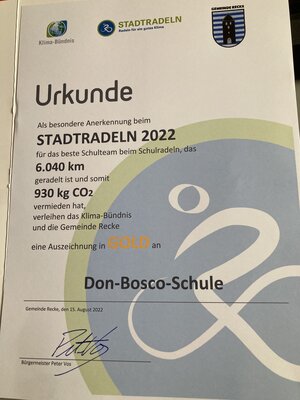 Klima-Bündnis
STADTRADELN
Radeln für ein gutes Klima
GEMEINDE RECKE
Urkunde
Als besondere Anerkennung beim
STADTRADELN 2022
für das beste Schulteam beim Schulradeln, das
6.040 km
geradelt ist und somit
930 kg CO₂
vermieden hat,
verleihen das Klima-Bündnis
und die Gemeinde Recke
eine Auszeichnung in GOLD an
Don-Bosco-Schule
Gemeinde Recke, den 15. August 2022
Bürgermeister Peter Vos